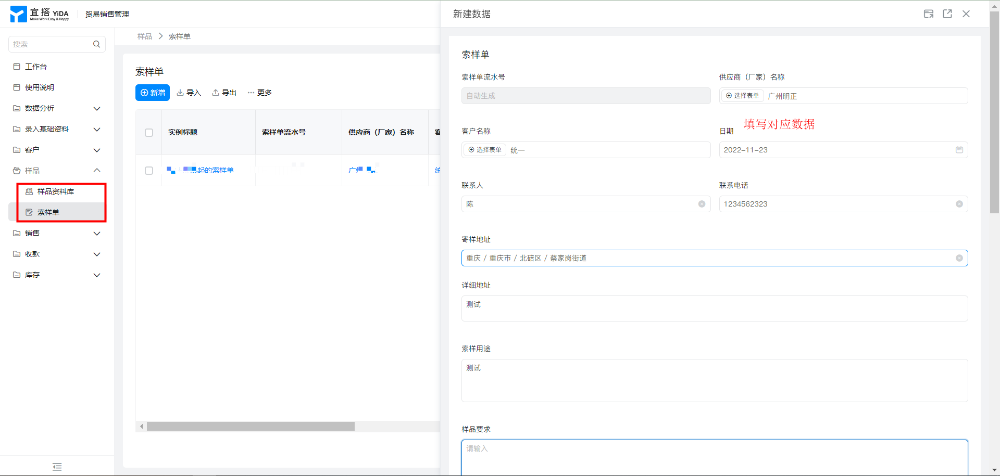 宜搭 YiDA
Make Work Easy & Happy
贸易销售管理
搜索
工作台
使用说明
数据分析
录入基础资料
客户
样品
样品资料库
索样单
销售
收款
库存
样品 > 索样单
索样单
新增 导入 导出 ··· 更多
实例标题 索样单流水号 供应商（厂家）名称
起的索样单 广州 统
新建数据
索样单
索样单流水号
自动生成
供应商（厂家）名称
选择表单 广州明正
客户名称
选择表单 统一
日期
填写对应数据
2022-11-23
联系人
陈
联系电话
1234562323
寄样地址
重庆 / 重庆市 / 北碚区 / 蔡家岗街道
详细地址
测试
索样用途
测试
样品要求
请输入